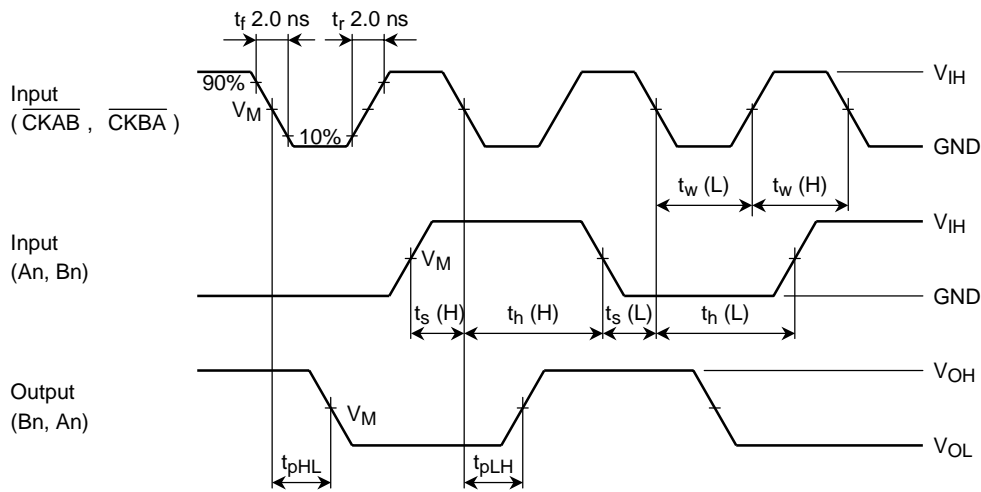 tf 2.0 ns
tr 2.0 ns
90%
VM
10%
Input
(CKAB, CKBA)
VIH
GND
tw (L)
tw (H)
Input
(An, Bn)
VM
VIH
GND
ts (H)
th (H)
ts (L)
th (L)
Output
(Bn, An)
VM
VOH
VOL
tpHL
tpLH